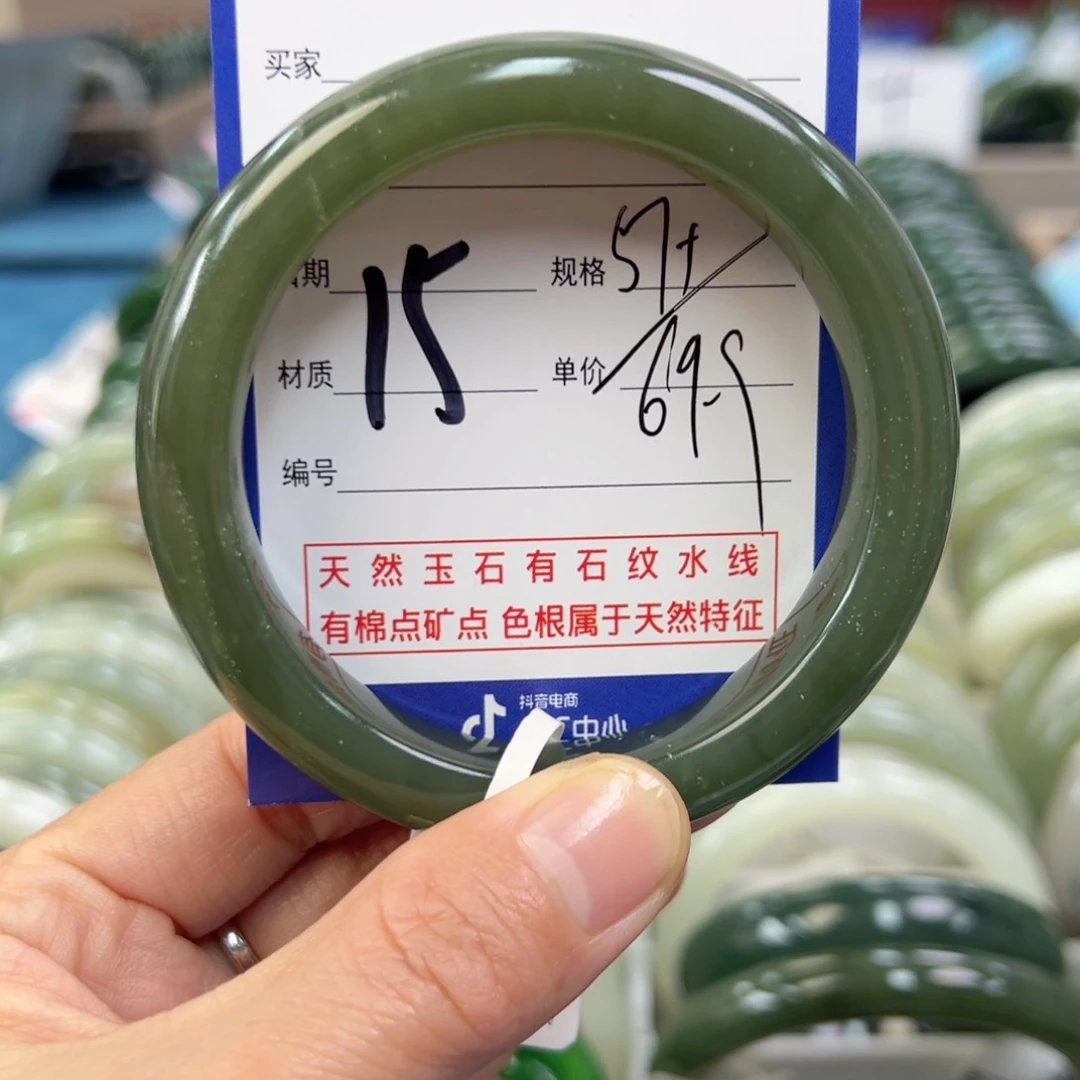 买家
期 15 规格 57+
材质 单价 69.9
编号
天然玉石有石纹水线
有棉点矿点 色根属于天然特征
抖音电商
中心